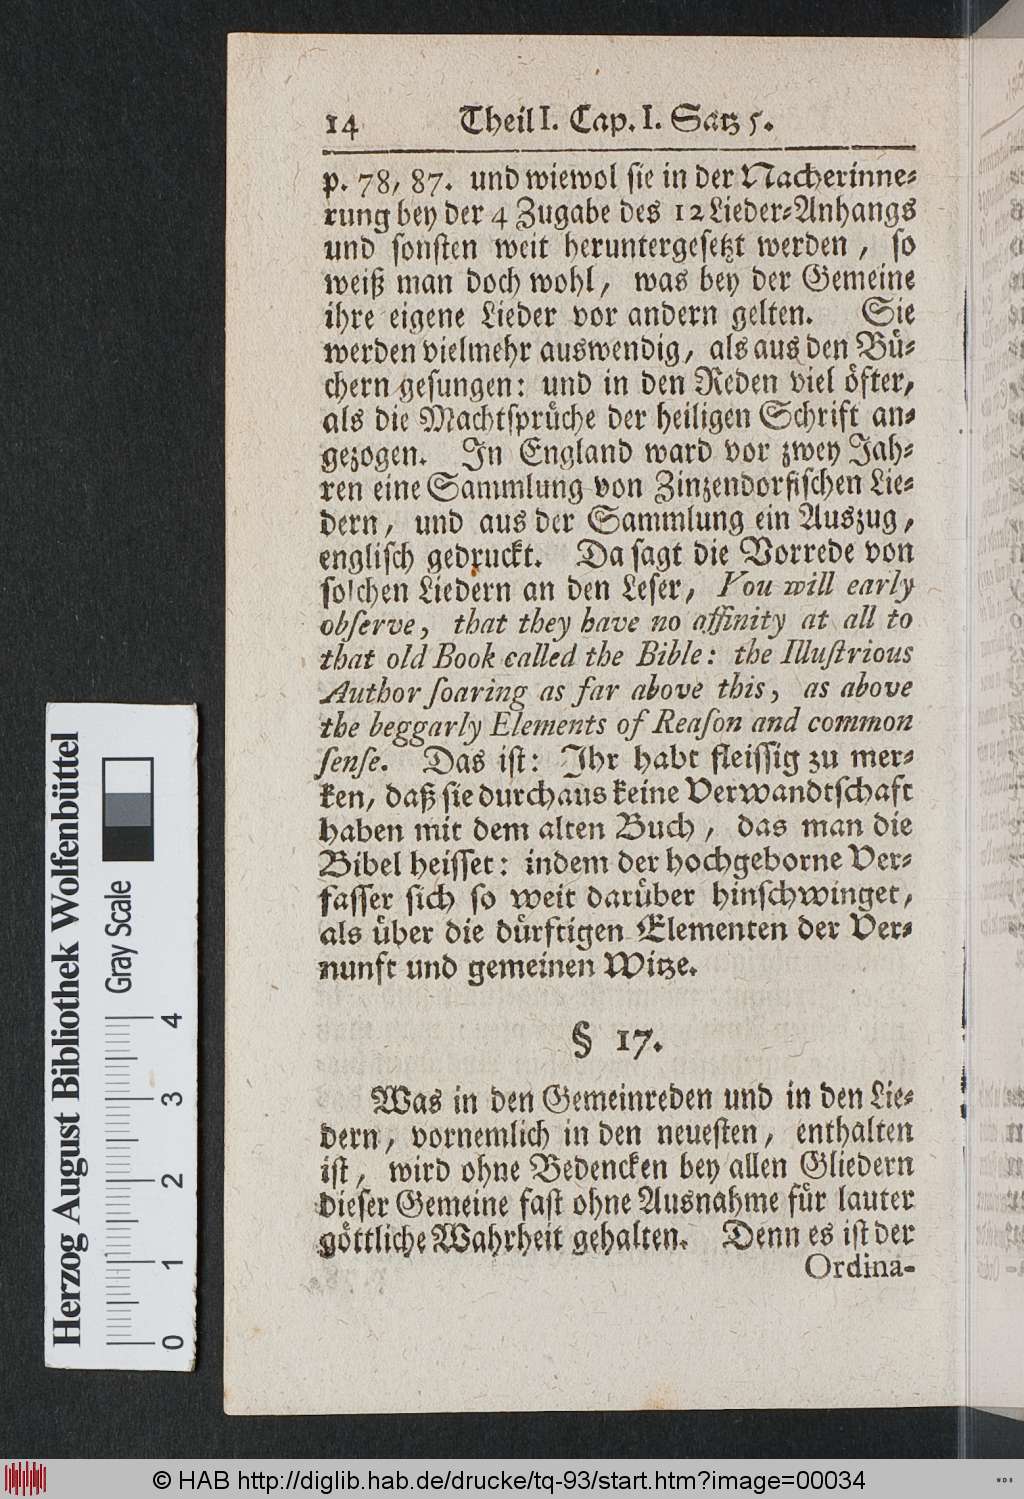 14 Theil I. Cap. I. Satz 5.
p. 78, 87. und wiewol sie in der Nacherinne-
rung bey der 4 Zugabe des 12 Lieder-Anhangs
und sonsten weit heruntergesetzt werden, so
weiß man doch wohl, was bey der Gemeine
ihre eigene Lieder vor andern gelten. Sie
werden vielmehr auswendig, als aus den Bü-
chern gesungen: und in den Reden viel öfter,
als die Machtsprüche der heiligen Schrift an-
gezogen. In England ward vor zwey Jah-
ren eine Sammlung von Zinzendorfischen Lie-
dern, und aus der Sammlung ein Auszug,
englisch gedruckt. Da sagt die Vorrede von
solchen Liedern an den Leser, You will early
obſerve, that they have no affinity at all to
that old Book called the Bible: the Illuſtrious
Author ſoaring as far above this, as above
the beggarly Elements of Reaſon and common
ſenſe. Das ist: Ihr habt fleissig zu mer-
ken, daß sie durchaus keine Verwandtschaft
haben mit dem alten Buch, das man die
Bibel heisset: indem der hochgeborne Ver-
fasser sich so weit darüber hinschwinget,
als über die dürftigen Elementen der Ver-
nunft und gemeinen Witze.
§ 17.
Was in den Gemeinreden und in den Lie-
dern, vornemlich in den neuesten, enthalten
ist, wird ohne Bedencken bey allen Gliedern
dieser Gemeine fast ohne Ausnahme für lauter
göttliche Wahrheit gehalten. Denn es ist der
Ordina-
Herzog August Bibliothek Wolfenbüttel
Gray Scale
0 1 2 3 4
© HAB http://diglib.hab.de/drucke/tq-93/start.htm?image=00034